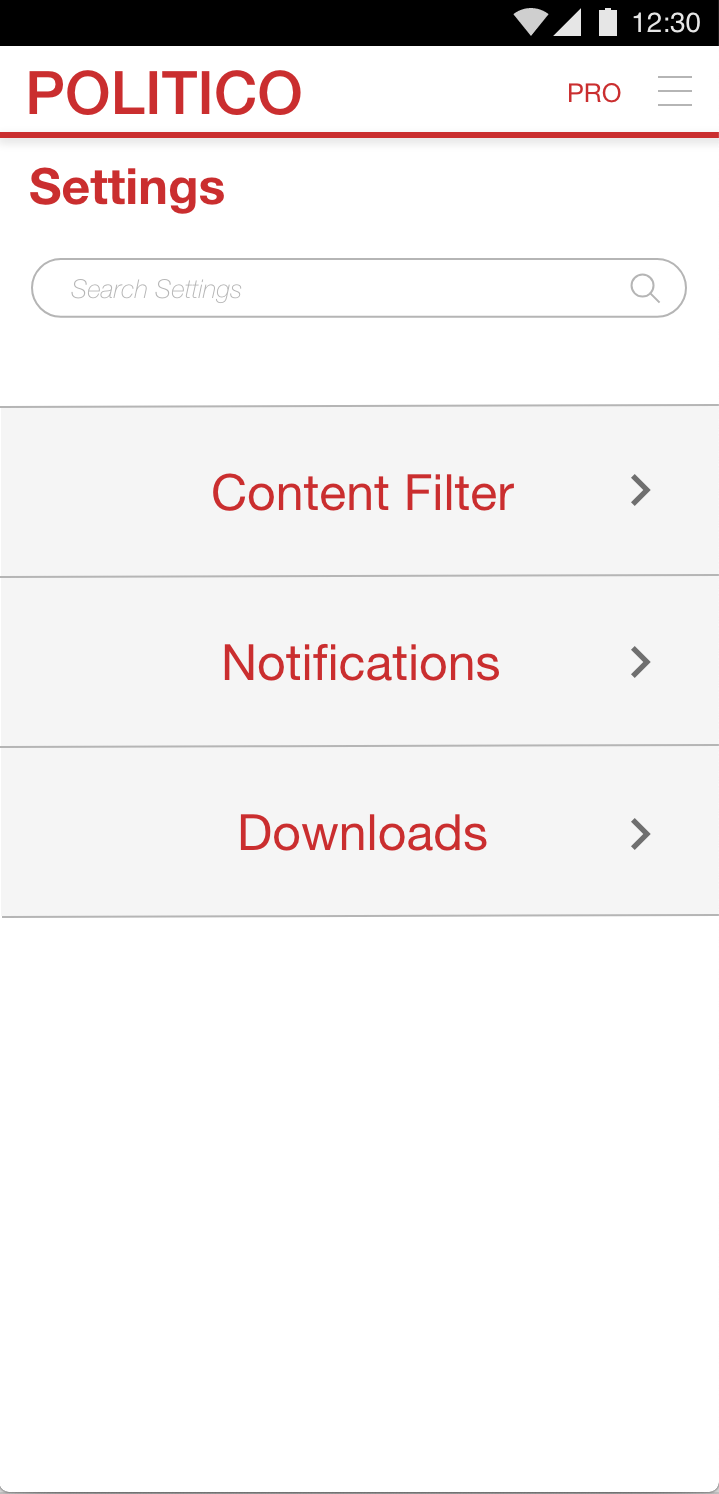 12:30
POLITICO
PRO
Settings
Search Settings
Content Filter
Notifications
Downloads